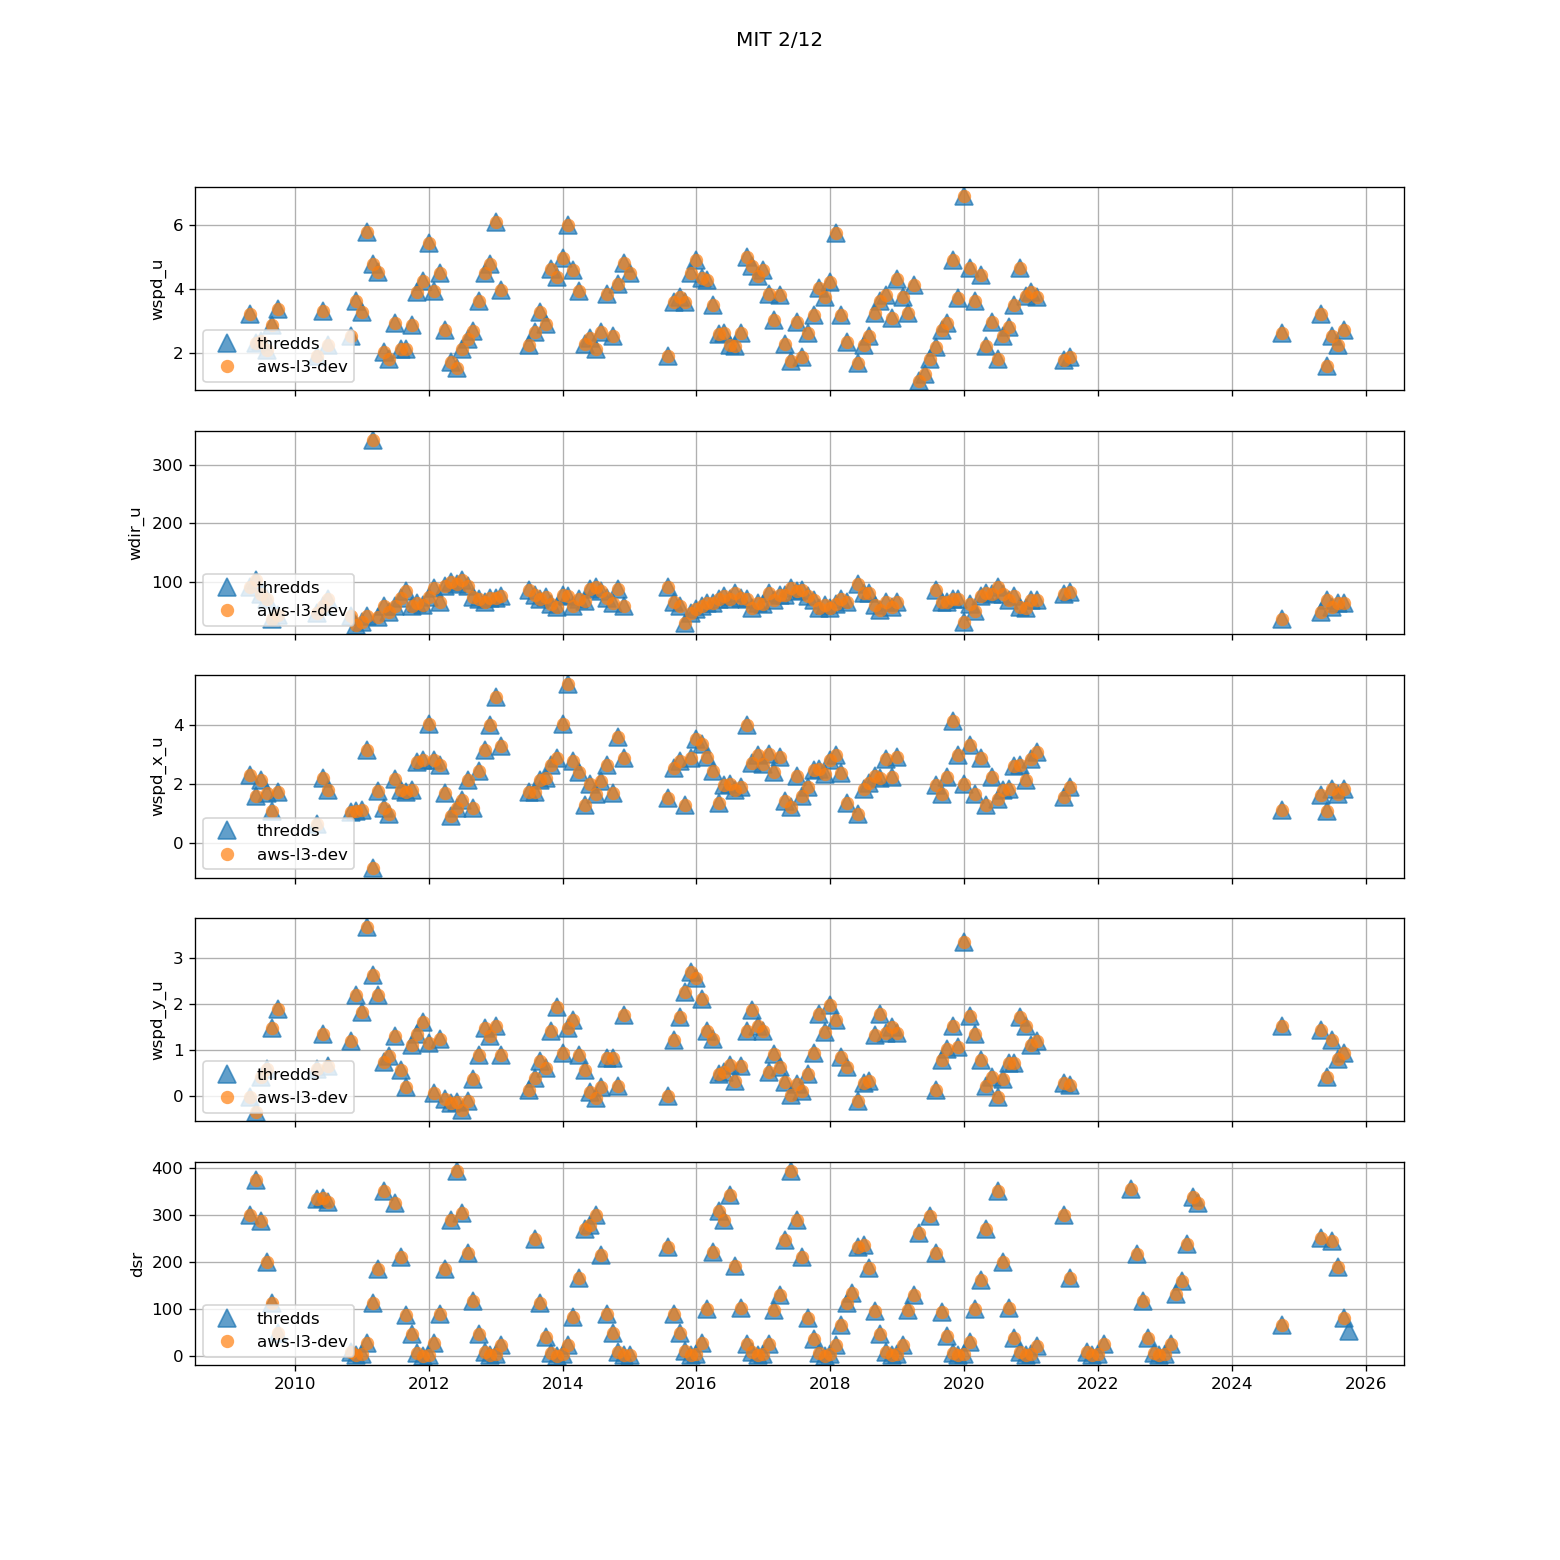 MIT 2/12
wspd_u
6
4
2
thredds
aws-l3-dev
wdir_u
300
200
100
thredds
aws-l3-dev
wspd_x_u
4
2
0
thredds
aws-l3-dev
wspd_y_u
3
2
1
0
thredds
aws-l3-dev
dsr
400
300
200
100
0
thredds
aws-l3-dev
2010 2012 2014 2016 2018 2020 2022 2024 2026